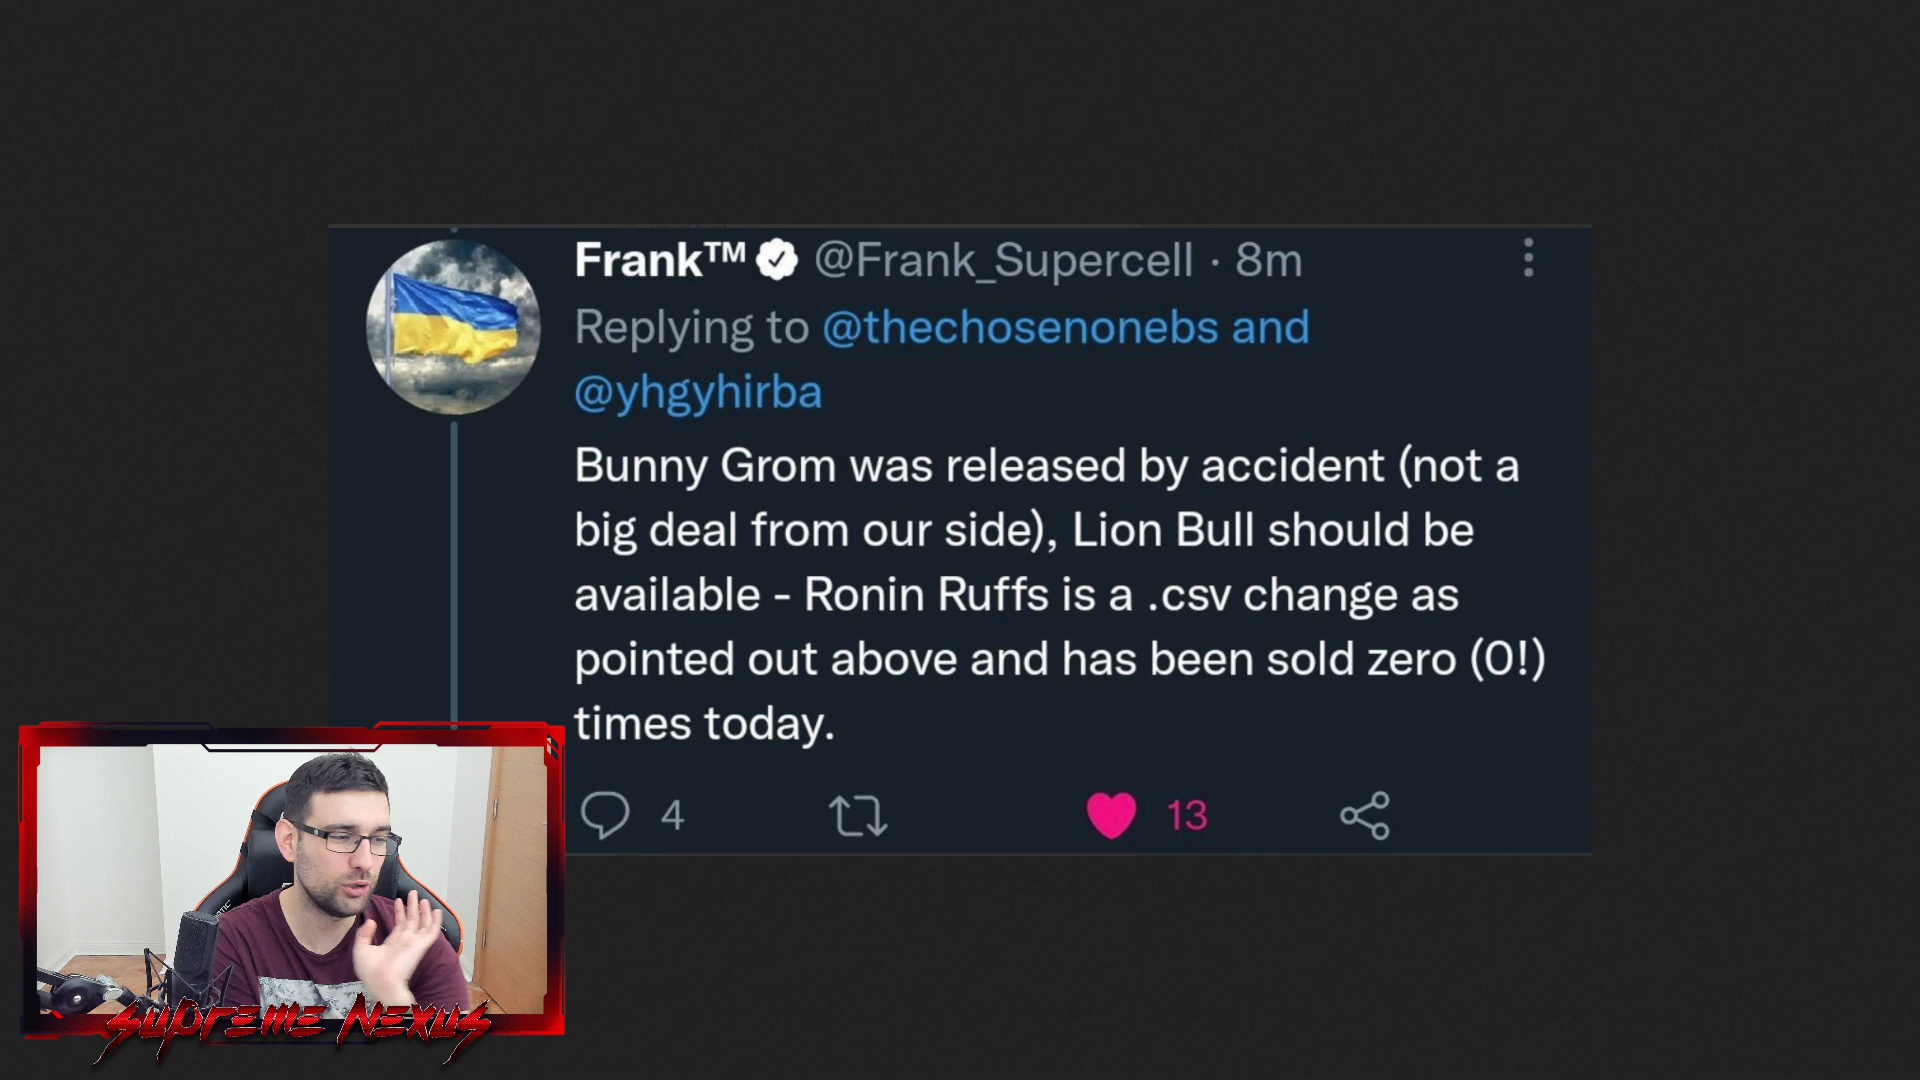 Frank™ @Frank_Supercell · 8m
Replying to @thechosenonebs and
@yhgyhirba
Bunny Grom was released by accident (not a
big deal from our side), Lion Bull should be
available - Ronin Ruffs is a .csv change as
pointed out above and has been sold zero (0!)
times today.
4 13
SUPREME NEXUS